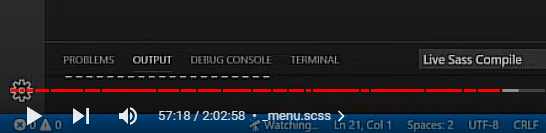 PROBLEMS OUTPUT DEBUG CONSOLE TERMINAL Live Sass Compile
57:18 / 2:02:58 • _menu.scss
0 0 Watching... Ln 21, Col 1 Spaces: 2 UTF-8 CRLF